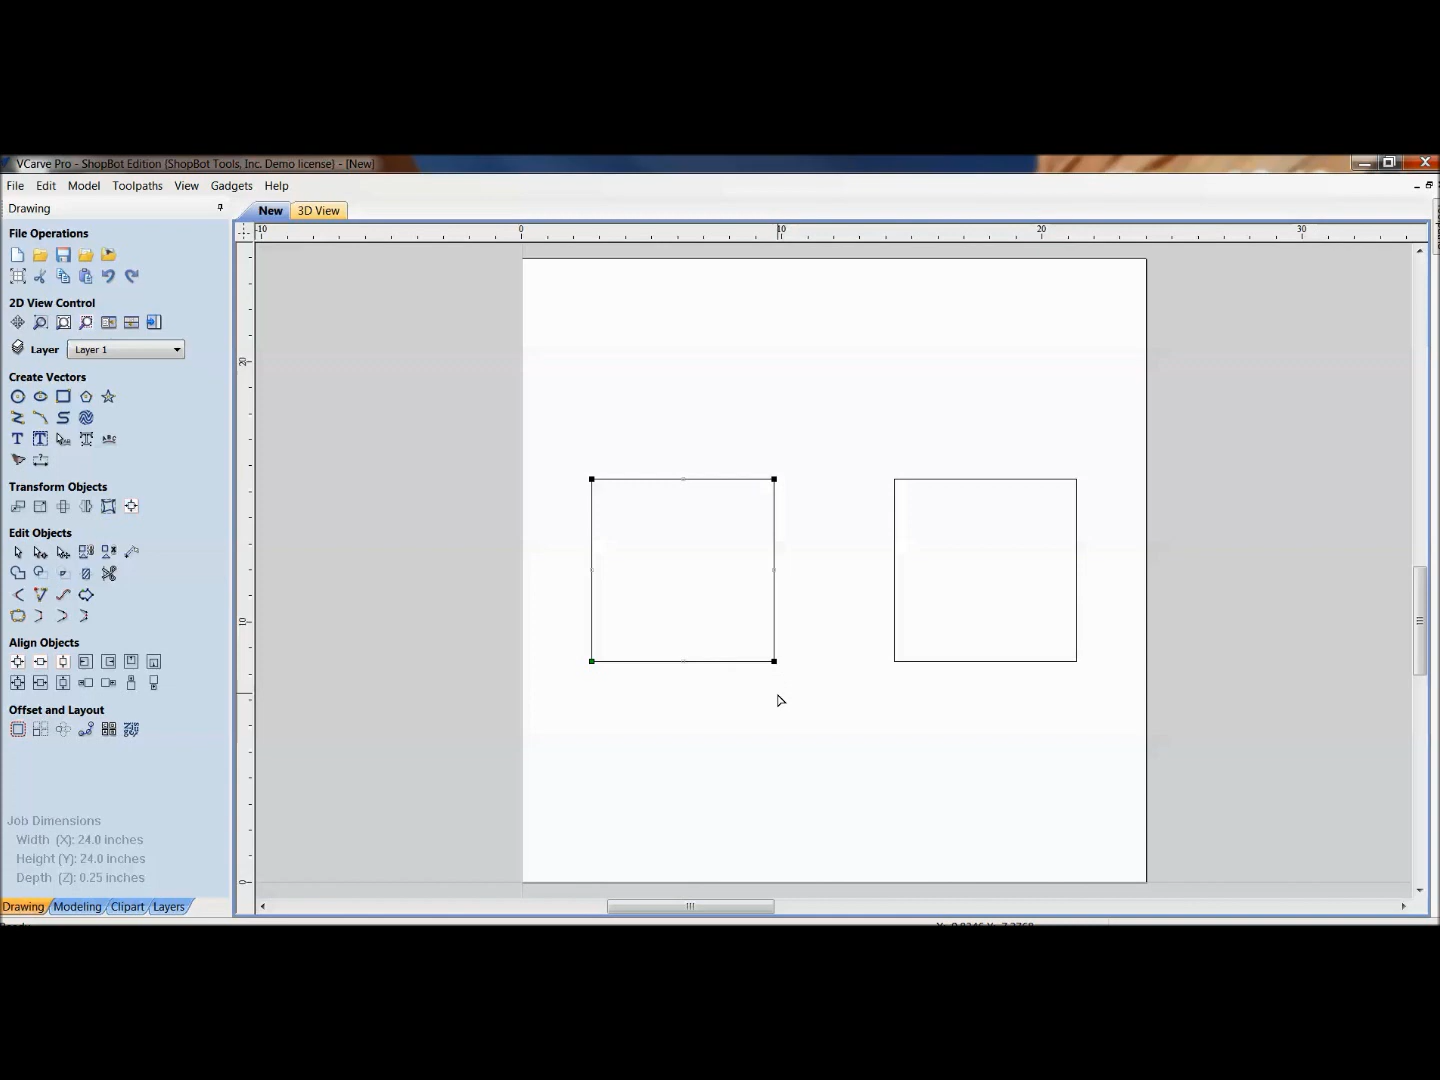 VCarve Pro - ShopBot Edition {ShopBot Tools, Inc. Demo license} - [New]
File Edit Model Toolpaths View Gadgets Help
Drawing
New 3D View
-10 0 10 20 30
File Operations
2D View Control
Layer Layer 1
20
Create Vectors
Transform Objects
Edit Objects
10
Align Objects
Offset and Layout
Job Dimensions
Width (X): 24.0 inches
Height (Y): 24.0 inches
Depth (Z): 0.25 inches
0
Drawing Modeling Clipart Layers